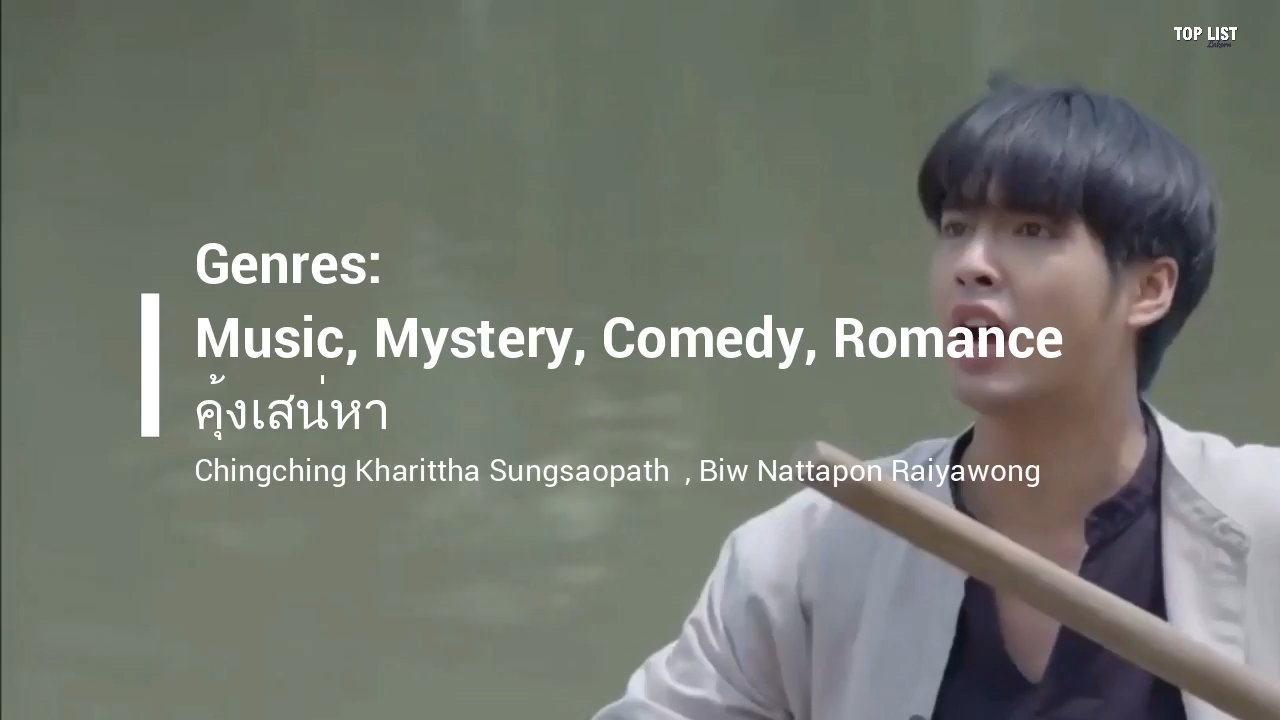 TOP LIST
Genres:
Music, Mystery, Comedy, Romance
คุ้งเสน่หา
Chingching Kharittha Sungsaopath , Biw Nattapon Raiyawong